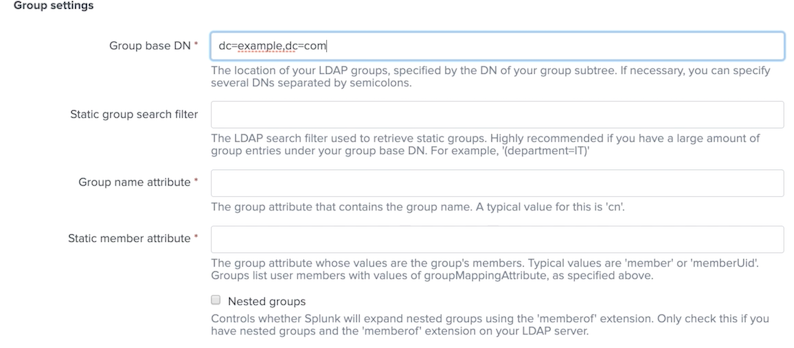 Group settings
Group base DN *
dc=example,dc=com
The location of your LDAP groups, specified by the DN of your group subtree. If necessary, you can specify
several DNs separated by semicolons.
Static group search filter
The LDAP search filter used to retrieve static groups. Highly recommended if you have a large amount of
group entries under your group base DN. For example, '(department=IT)'
Group name attribute *
The group attribute that contains the group name. A typical value for this is 'cn'.
Static member attribute *
The group attribute whose values are the group's members. Typical values are 'member' or 'memberUid'.
Groups list user members with values of groupMappingAttribute, as specified above.
Nested groups
Controls whether Splunk will expand nested groups using the 'memberof' extension. Only check this if you
have nested groups and the 'memberof' extension on your LDAP server.